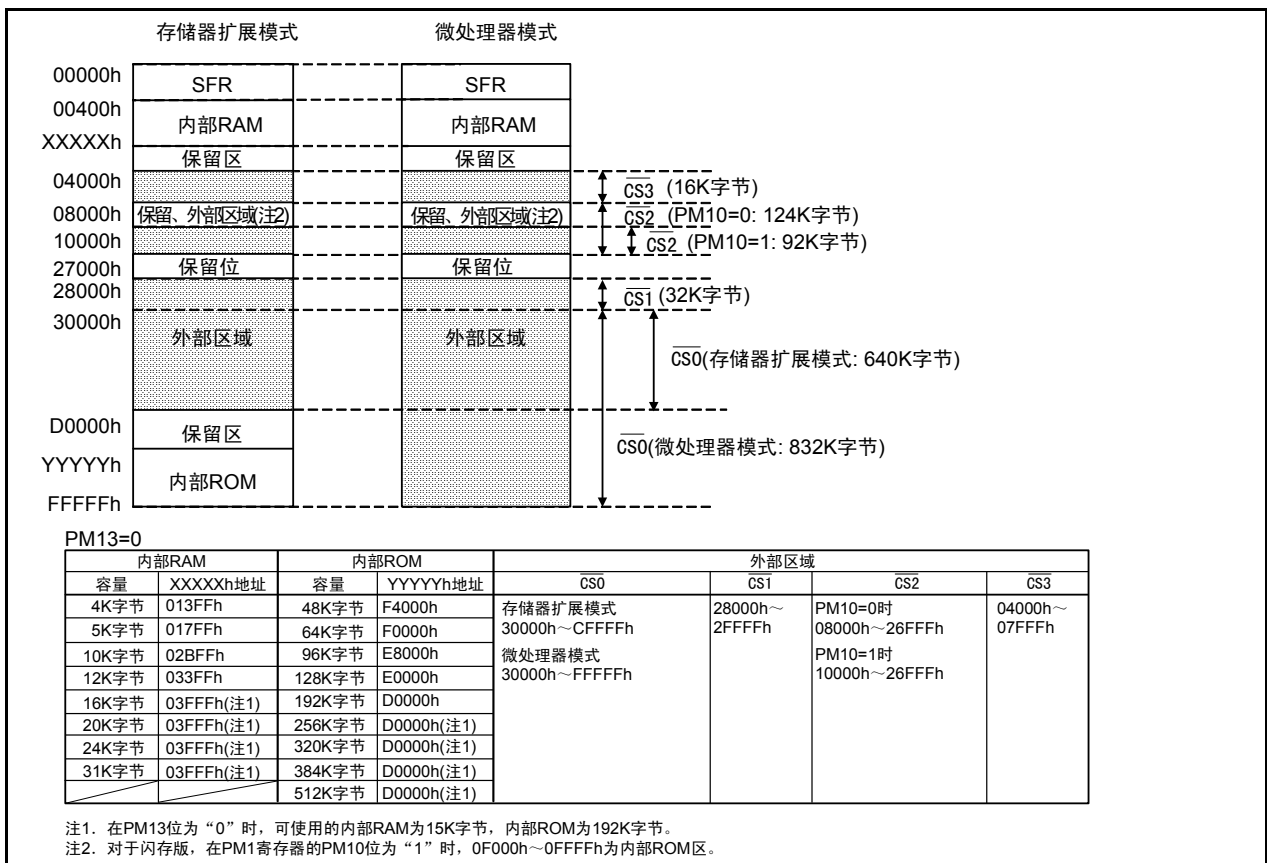 存储器扩展模式 微处理器模式
00000h SFR SFR
00400h
内部RAM 内部RAM
XXXXXh
保留区 保留区
04000h CS3 (16K字节)
08000h 保留、外部区域(注2) 保留、外部区域(注2) CS2 (PM10=0: 124K字节)
10000h CS2 (PM10=1: 92K字节)
27000h 保留位 保留位
28000h CS1 (32K字节)
30000h
外部区域 外部区域
CS0(存储器扩展模式: 640K字节)
D0000h 保留区
CS0(微处理器模式: 832K字节)
YYYYYh
内部ROM
FFFFFh
PM13=0
内部RAM 内部ROM 外部区域
容量 XXXXXh地址 容量 YYYYYh地址 CS0 CS1 CS2 CS3
4K字节 013FFh 48K字节 F4000h 存储器扩展模式 28000h～ PM10=0时 04000h～
5K字节 017FFh 64K字节 F0000h 30000h～CFFFFh 2FFFFh 08000h～26FFFh 07FFFh
10K字节 02BFFh 96K字节 E8000h 微处理器模式 PM10=1时
12K字节 033FFh 128K字节 E0000h 30000h～FFFFFh 10000h～26FFFh
16K字节 03FFFh(注1) 192K字节 D0000h
20K字节 03FFFh(注1) 256K字节 D0000h(注1)
24K字节 03FFFh(注1) 320K字节 D0000h(注1)
31K字节 03FFFh(注1) 384K字节 D0000h(注1)
512K字节 D0000h(注1)
注1. 在PM13位为“0”时，可使用的内部RAM为15K字节，内部ROM为192K字节。
注2. 对于闪存版，在PM1寄存器的PM10位为“1”时，0F000h～0FFFFh为内部ROM区。